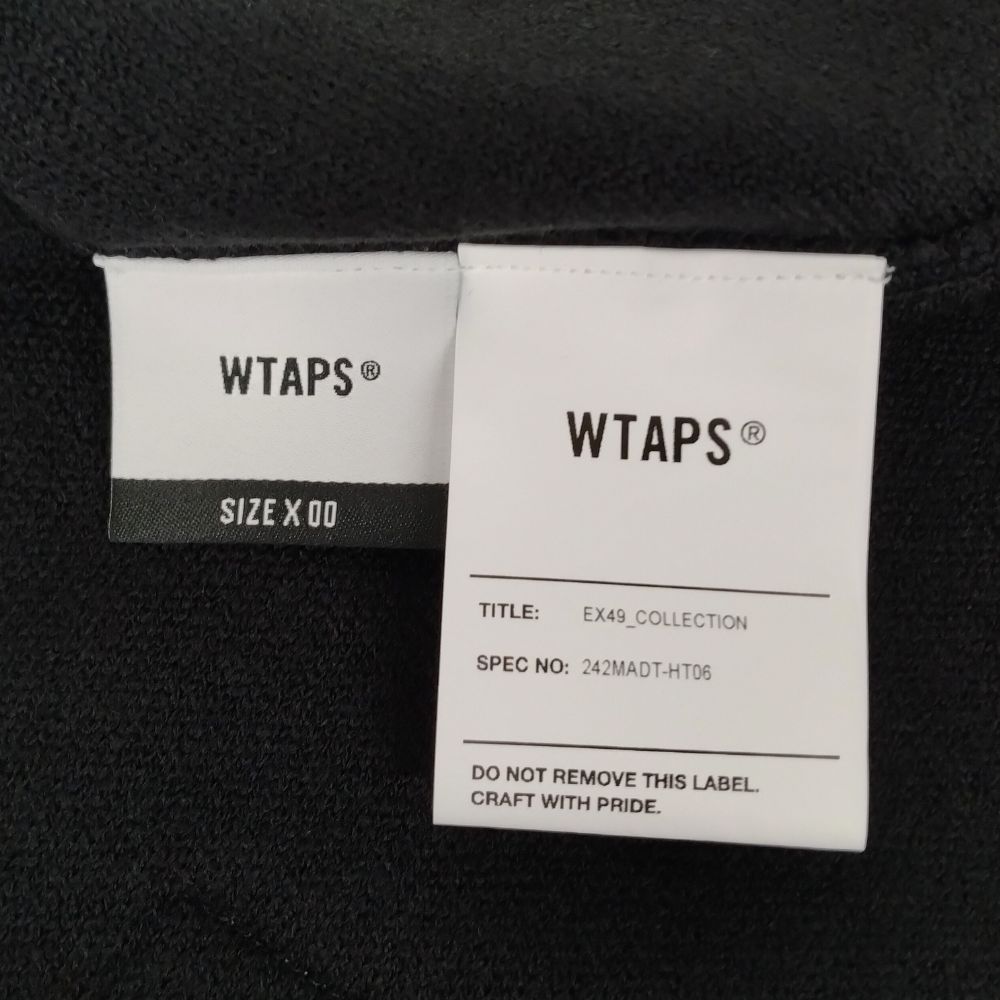 WTAPS®
SIZE X 00
WTAPS®
TITLE: EX49_COLLECTION
SPEC NO: 242MADT-HT06
DO NOT REMOVE THIS LABEL.
CRAFT WITH PRIDE.